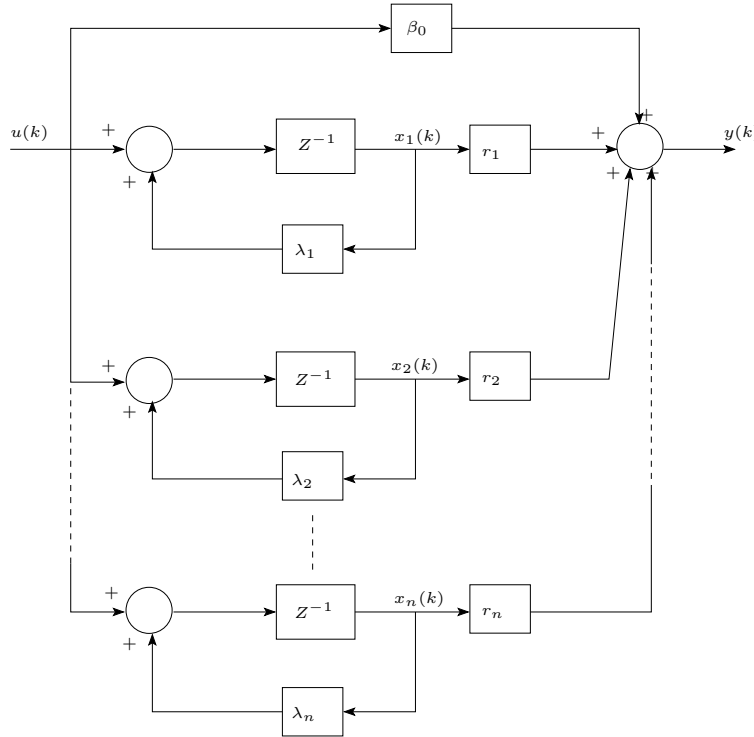 β₀
+
u(k)
+
Z⁻¹
x₁(k)
r₁
+
y(k
+
+
+
λ₁
+
Z⁻¹
x₂(k)
r₂
+
λ₂
+
Z⁻¹
xₙ(k)
rₙ
+
λₙ